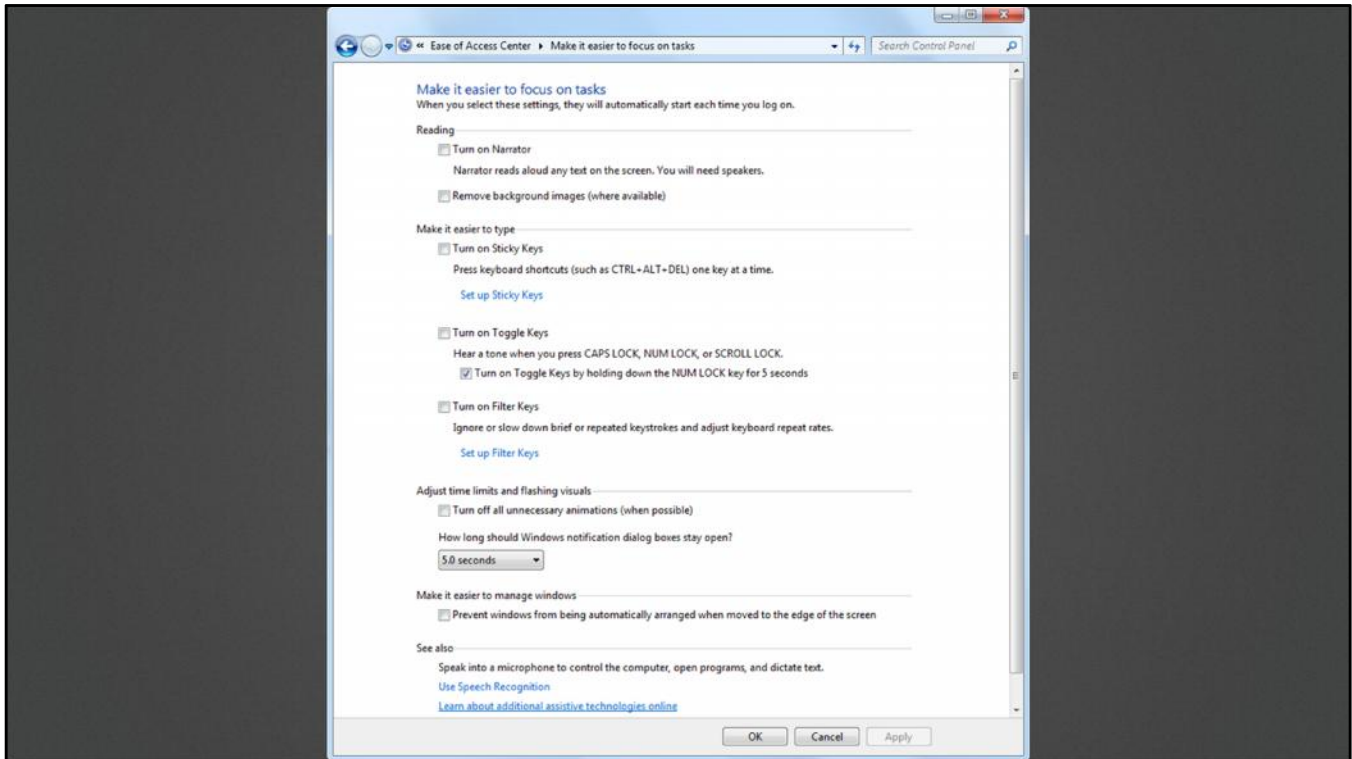 « Ease of Access Center ▸ Make it easier to focus on tasks
Search Control Panel
Make it easier to focus on tasks
When you select these settings, they will automatically start each time you log on.
Reading
Turn on Narrator
Narrator reads aloud any text on the screen. You will need speakers.
Remove background images (where available)
Make it easier to type
Turn on Sticky Keys
Press keyboard shortcuts (such as CTRL+ALT+DEL) one key at a time.
Set up Sticky Keys
Turn on Toggle Keys
Hear a tone when you press CAPS LOCK, NUM LOCK, or SCROLL LOCK.
Turn on Toggle Keys by holding down the NUM LOCK key for 5 seconds
Turn on Filter Keys
Ignore or slow down brief or repeated keystrokes and adjust keyboard repeat rates.
Set up Filter Keys
Adjust time limits and flashing visuals
Turn off all unnecessary animations (when possible)
How long should Windows notification dialog boxes stay open?
5.0 seconds
Make it easier to manage windows
Prevent windows from being automatically arranged when moved to the edge of the screen
See also
Speak into a microphone to control the computer, open programs, and dictate text.
Use Speech Recognition
Learn about additional assistive technologies online
OK Cancel Apply